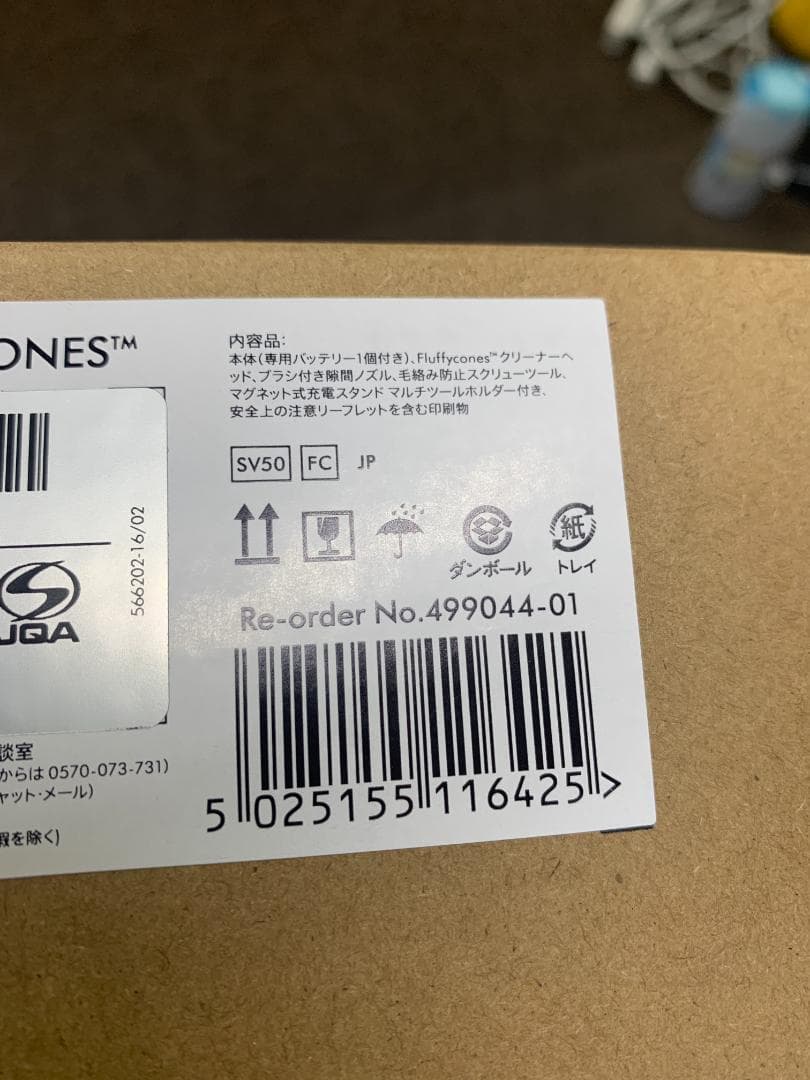 ONES™
566202-16/02
JQA
談室
からは 0570-073-731)
ャット・メール)
暇を除く)
内容品:
本体(専用バッテリー1個付き)、Fluffycones™クリーナーヘ
ッド、ブラシ付き隙間ノズル、毛絡み防止スクリューツール、
マグネット式充電スタンド マルチツールホルダー付き、
安全上の注意リーフレットを含む印刷物
SV50 FC JP
紙
ダンボール トレイ
Re-order No.499044-01
5 025155 116425 >